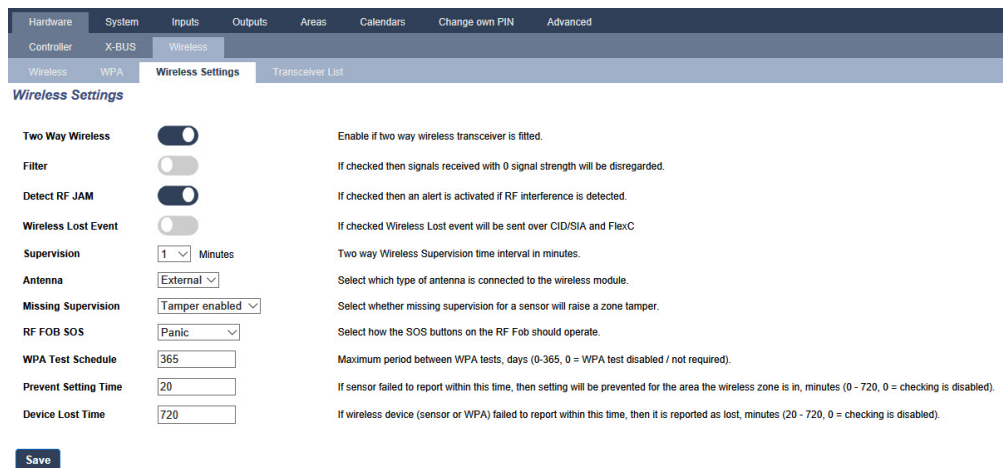 Hardware System Inputs Outputs Areas Calendars Change own PIN Advanced
Controller X-BUS Wireless
Wireless WPA Wireless Settings Transceiver List
Wireless Settings
Two Way Wireless Enable if two way wireless transceiver is fitted.
Filter If checked then signals received with 0 signal strength will be disregarded.
Detect RF JAM If checked then an alert is activated if RF interference is detected.
Wireless Lost Event If checked Wireless Lost event will be sent over CID/SIA and FlexC
Supervision 1 Minutes Two way Wireless Supervision time interval in minutes.
Antenna External Select which type of antenna is connected to the wireless module.
Missing Supervision Tamper enabled Select whether missing supervision for a sensor will raise a zone tamper.
RF FOB SOS Panic Select how the SOS buttons on the RF Fob should operate.
WPA Test Schedule 365 Maximum period between WPA tests, days (0-365, 0 = WPA test disabled / not required).
Prevent Setting Time 20 If sensor failed to report within this time, then setting will be prevented for the area the wireless zone is in, minutes (0 - 720, 0 = checking is disabled).
Device Lost Time 720 If wireless device (sensor or WPA) failed to report within this time, then it is reported as lost, minutes (20 - 720, 0 = checking is disabled).
Save